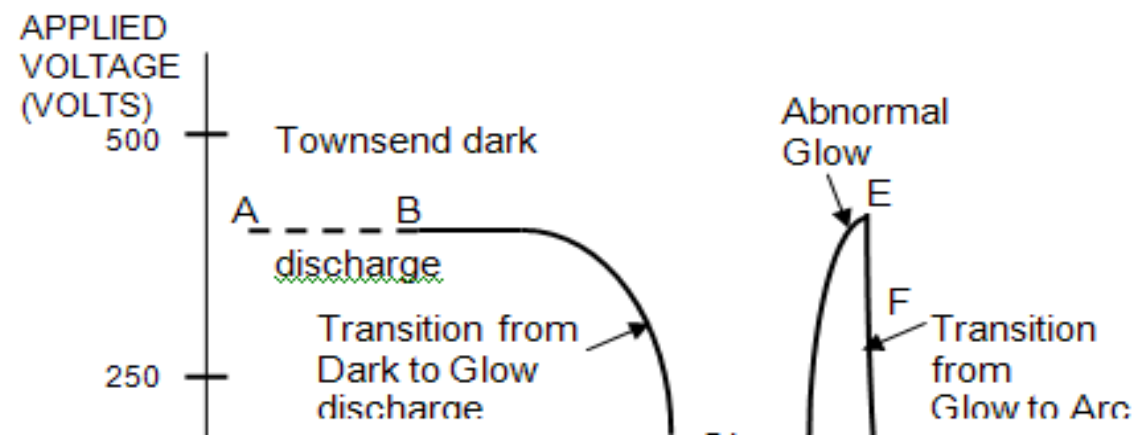 APPLIED
VOLTAGE
(VOLTS)
500
Townsend dark
Abnormal
Glow
E
A
B
discharge
F
Transition from
Dark to Glow
discharge
Transition
from
Glow to Arc
250